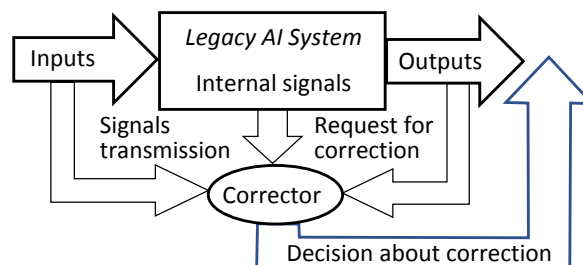 Inputs
Legacy AI System
Internal signals
Outputs
Signals
transmission
Request for
correction
Corrector
Decision about correction